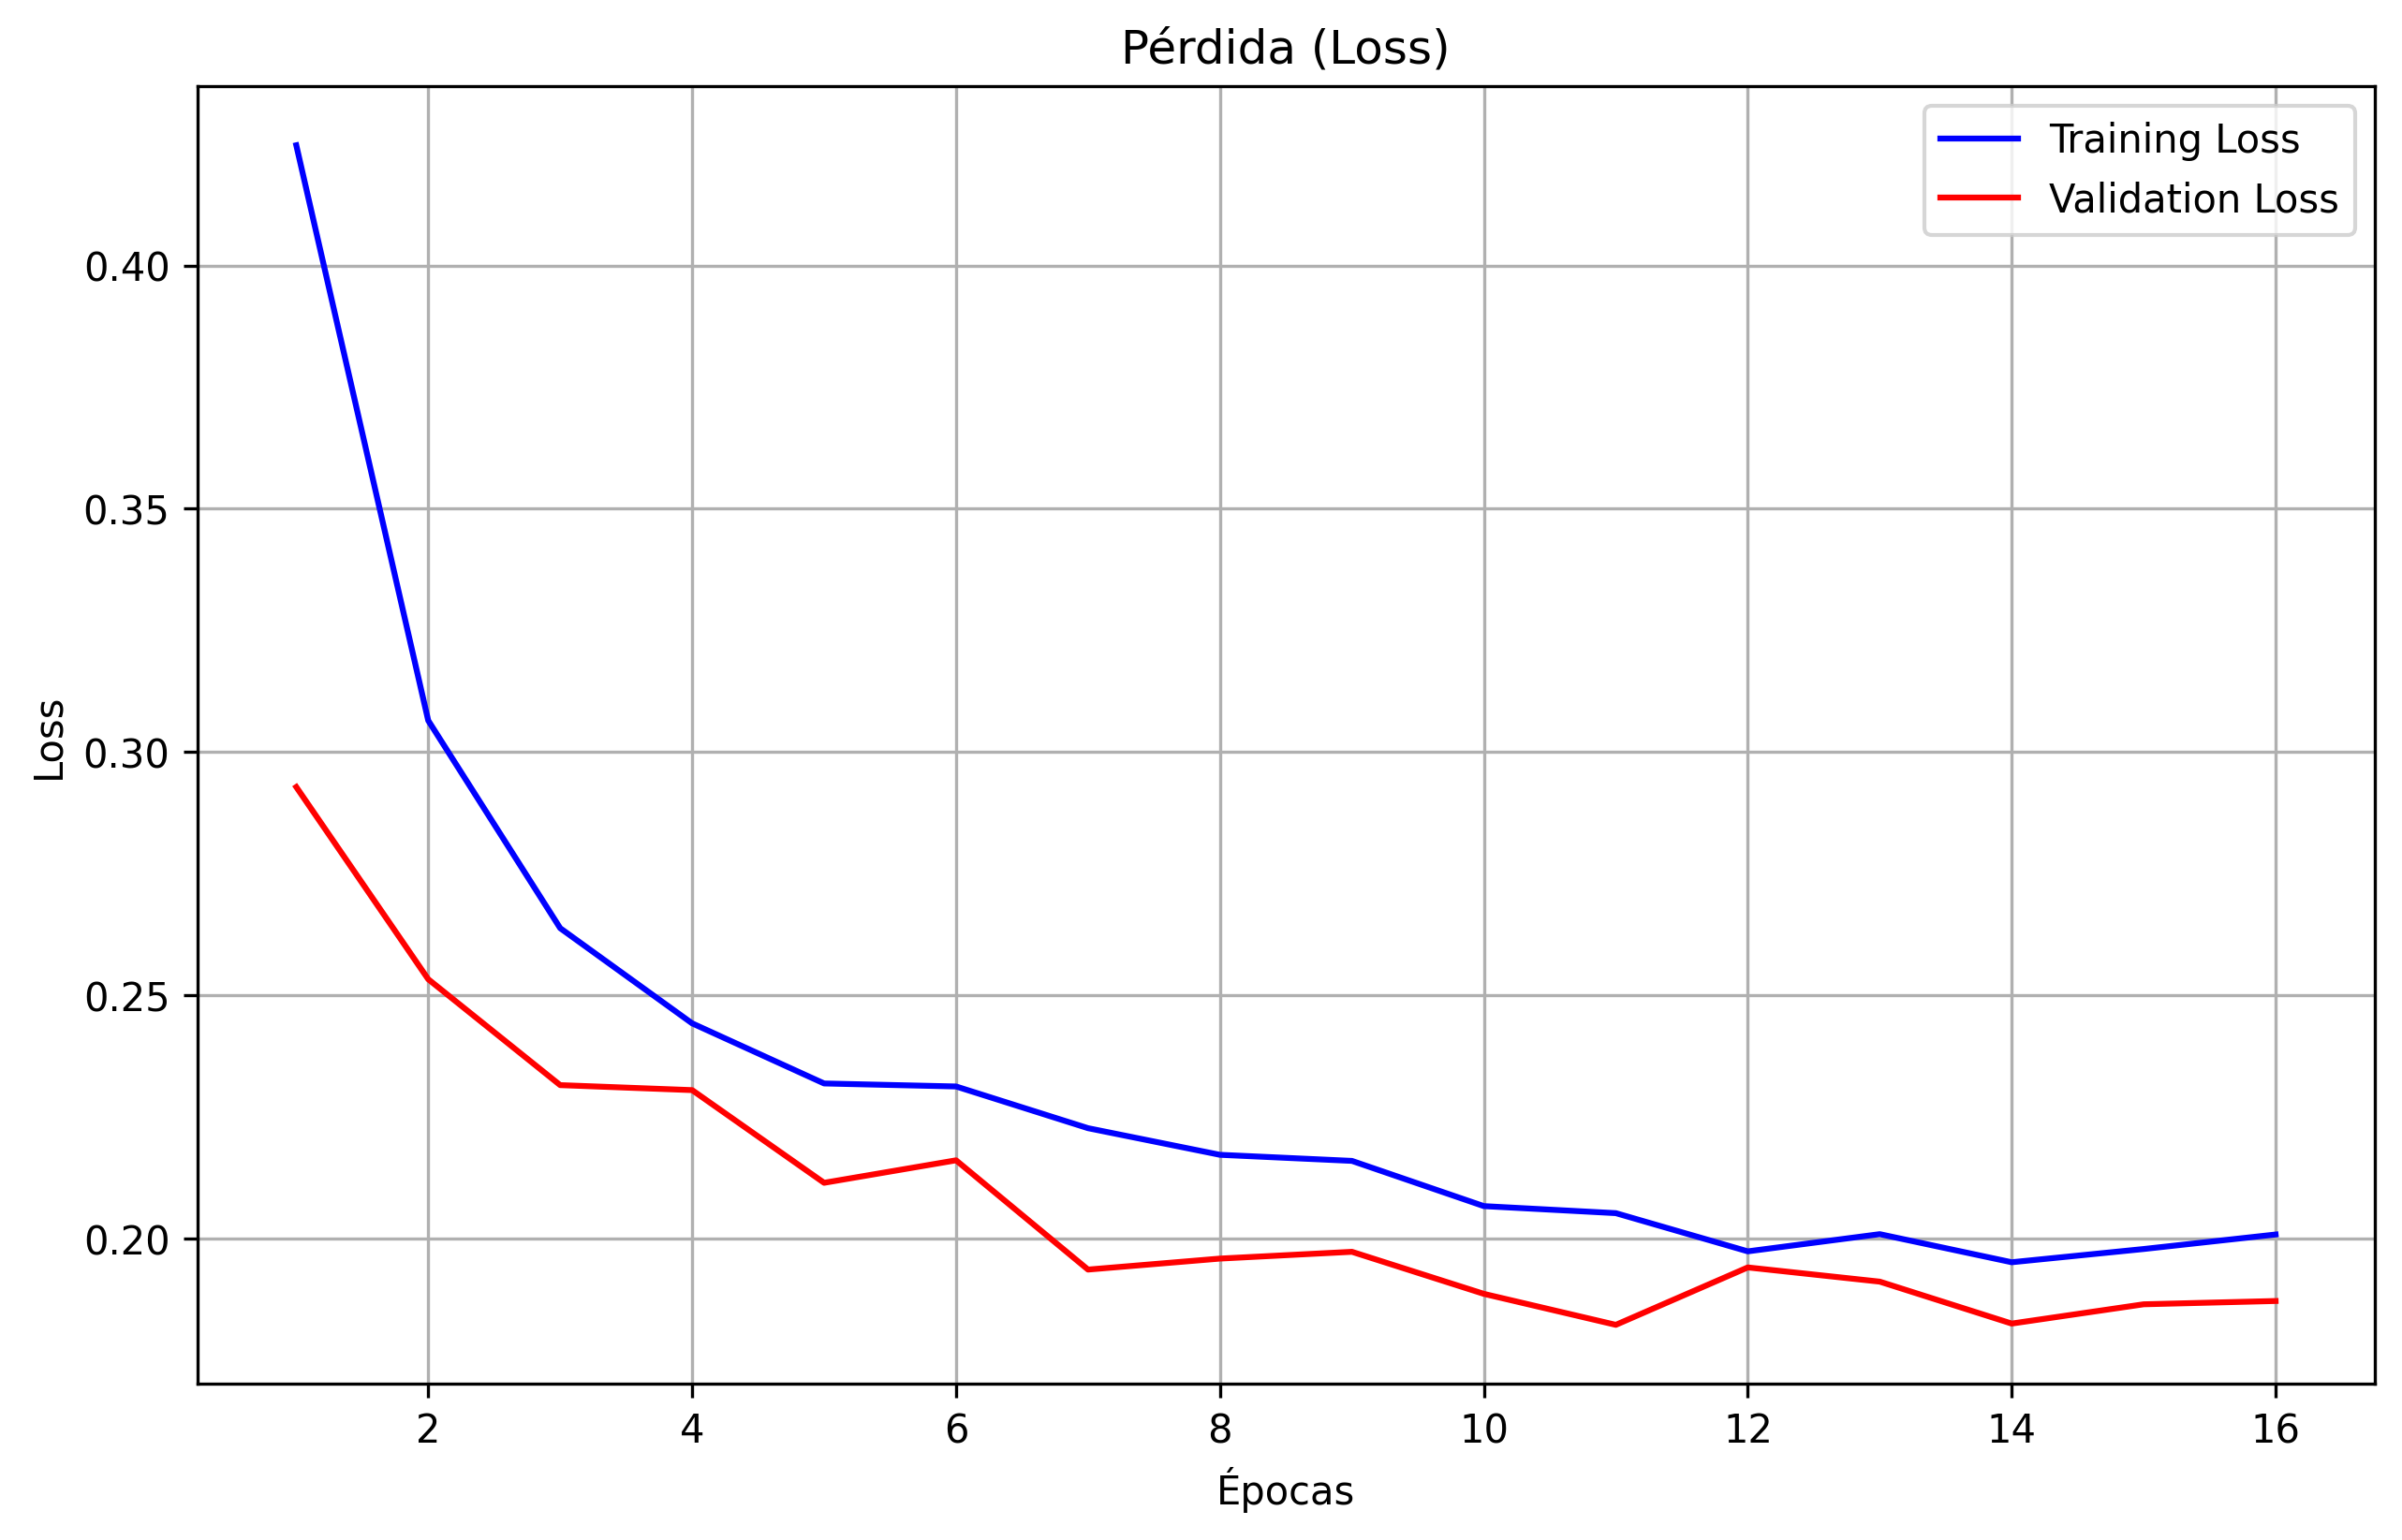 Pérdida (Loss)
Training Loss
Validation Loss
0.40
0.35
0.30
0.25
0.20
Loss
2 4 6 8 10 12 14 16
Épocas